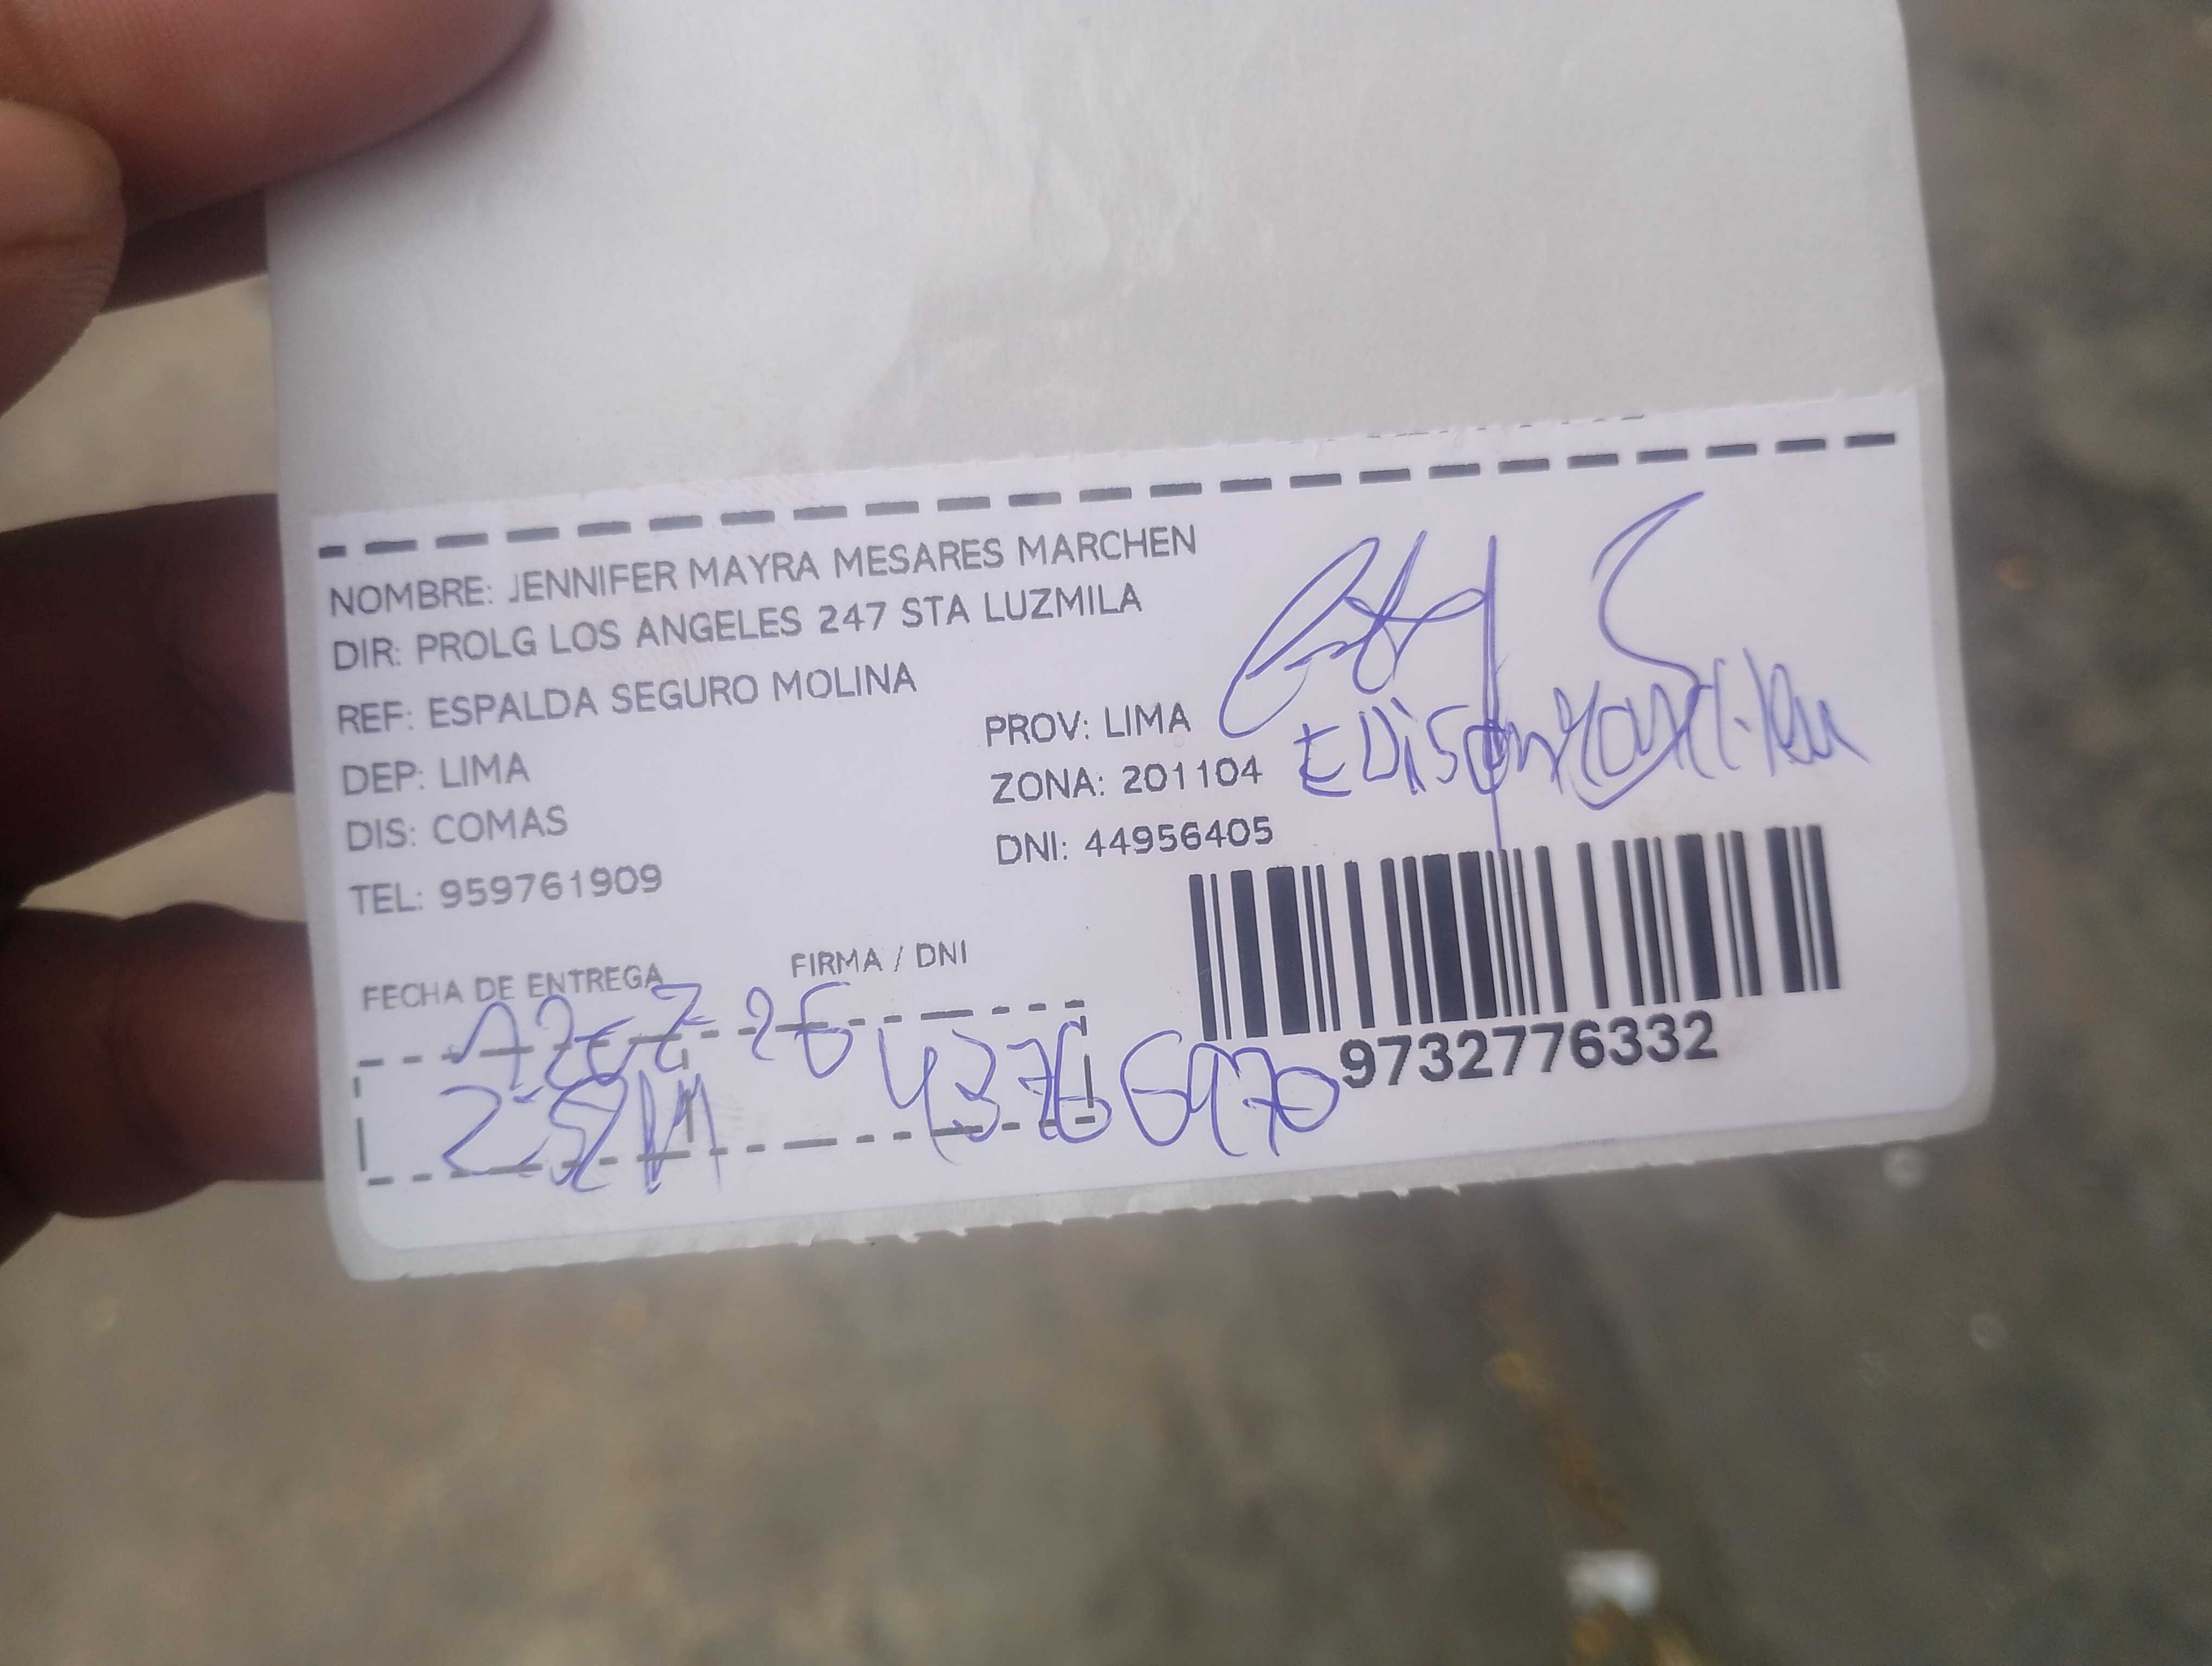 NOMBRE: JENNIFER MAYRA MESARES MARCHEN
DIR: PROLG LOS ANGELES 247 STA LUZMILA
REF: ESPALDA SEGURO MOLINA
PROV: LIMA
DEP: LIMA
ZONA: 201104
EDison
DIS: COMAS
DNI: 44956405
TEL: 959761909
FECHA DE ENTREGA
FIRMA / DNI
9732776332